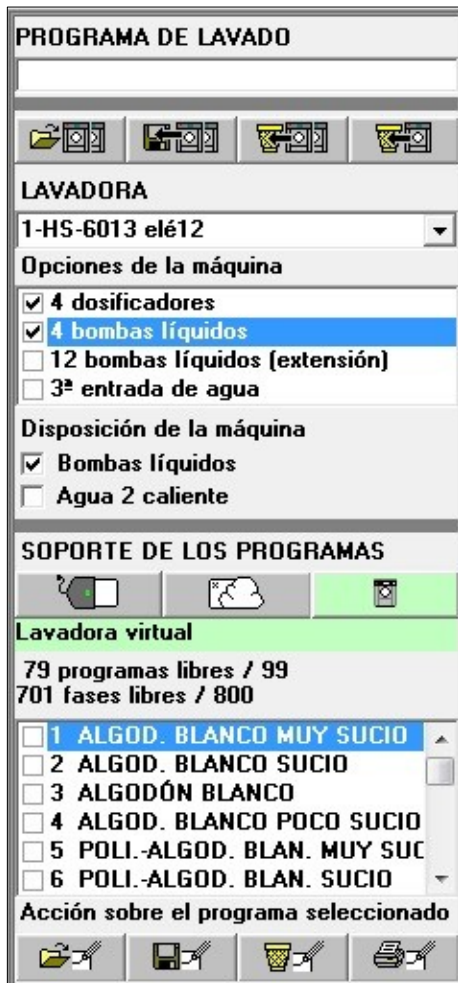 PROGRAMA DE LAVADO
LAVADORA
1-HS-6013 elé12
Opciones de la máquina
4 dosificadores
4 bombas líquidos
12 bombas líquidos (extensión)
3ª entrada de agua
Disposición de la máquina
Bombas líquidos
Agua 2 caliente
SOPORTE DE LOS PROGRAMAS
Lavadora virtual
79 programas libres / 99
701 fases libres / 800
1 ALGOD. BLANCO MUY SUCIO
2 ALGOD. BLANCO SUCIO
3 ALGODÓN BLANCO
4 ALGOD. BLANCO POCO SUCIO
5 POLI.-ALGOD. BLAN. MUY SUC
6 POLI.-ALGOD. BLAN. SUCIO
Acción sobre el programa seleccionado